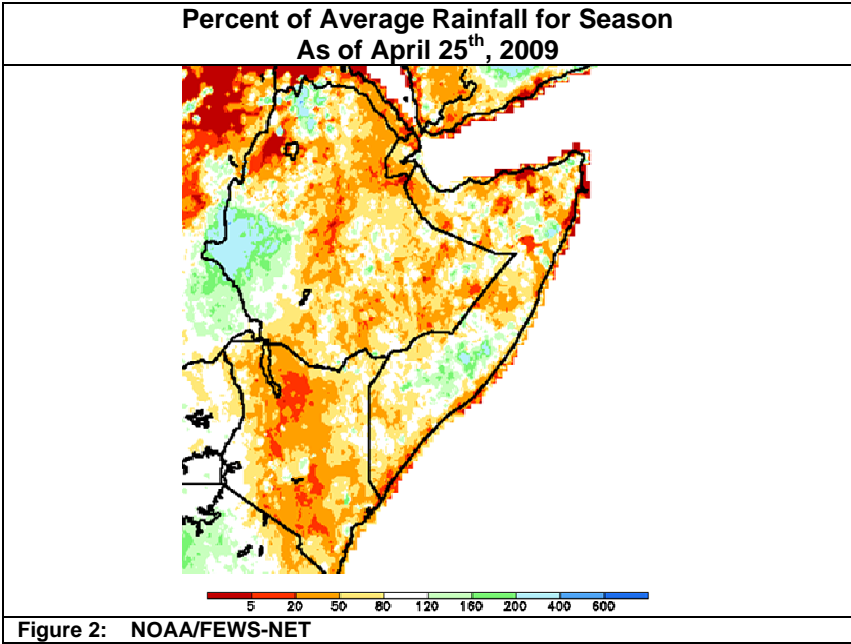 Percent of Average Rainfall for Season
As of April 25th, 2009
5 20 50 80 120 160 200 400 600
Figure 2: NOAA/FEWS-NET